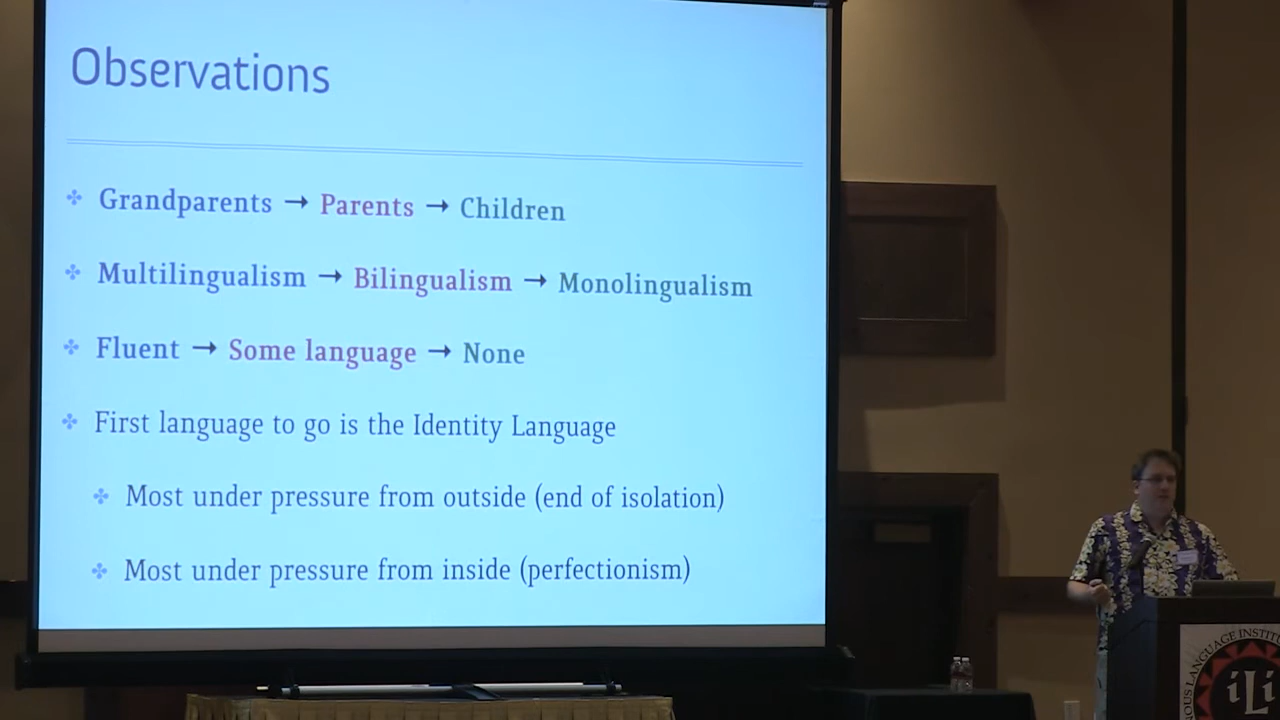 Observations
Grandparents → Parents → Children
Multilingualism → Bilingualism → Monolingualism
Fluent → Some language → None
First language to go is the Identity Language
Most under pressure from outside (end of isolation)
Most under pressure from inside (perfectionism)
LANGUAGE
iLi